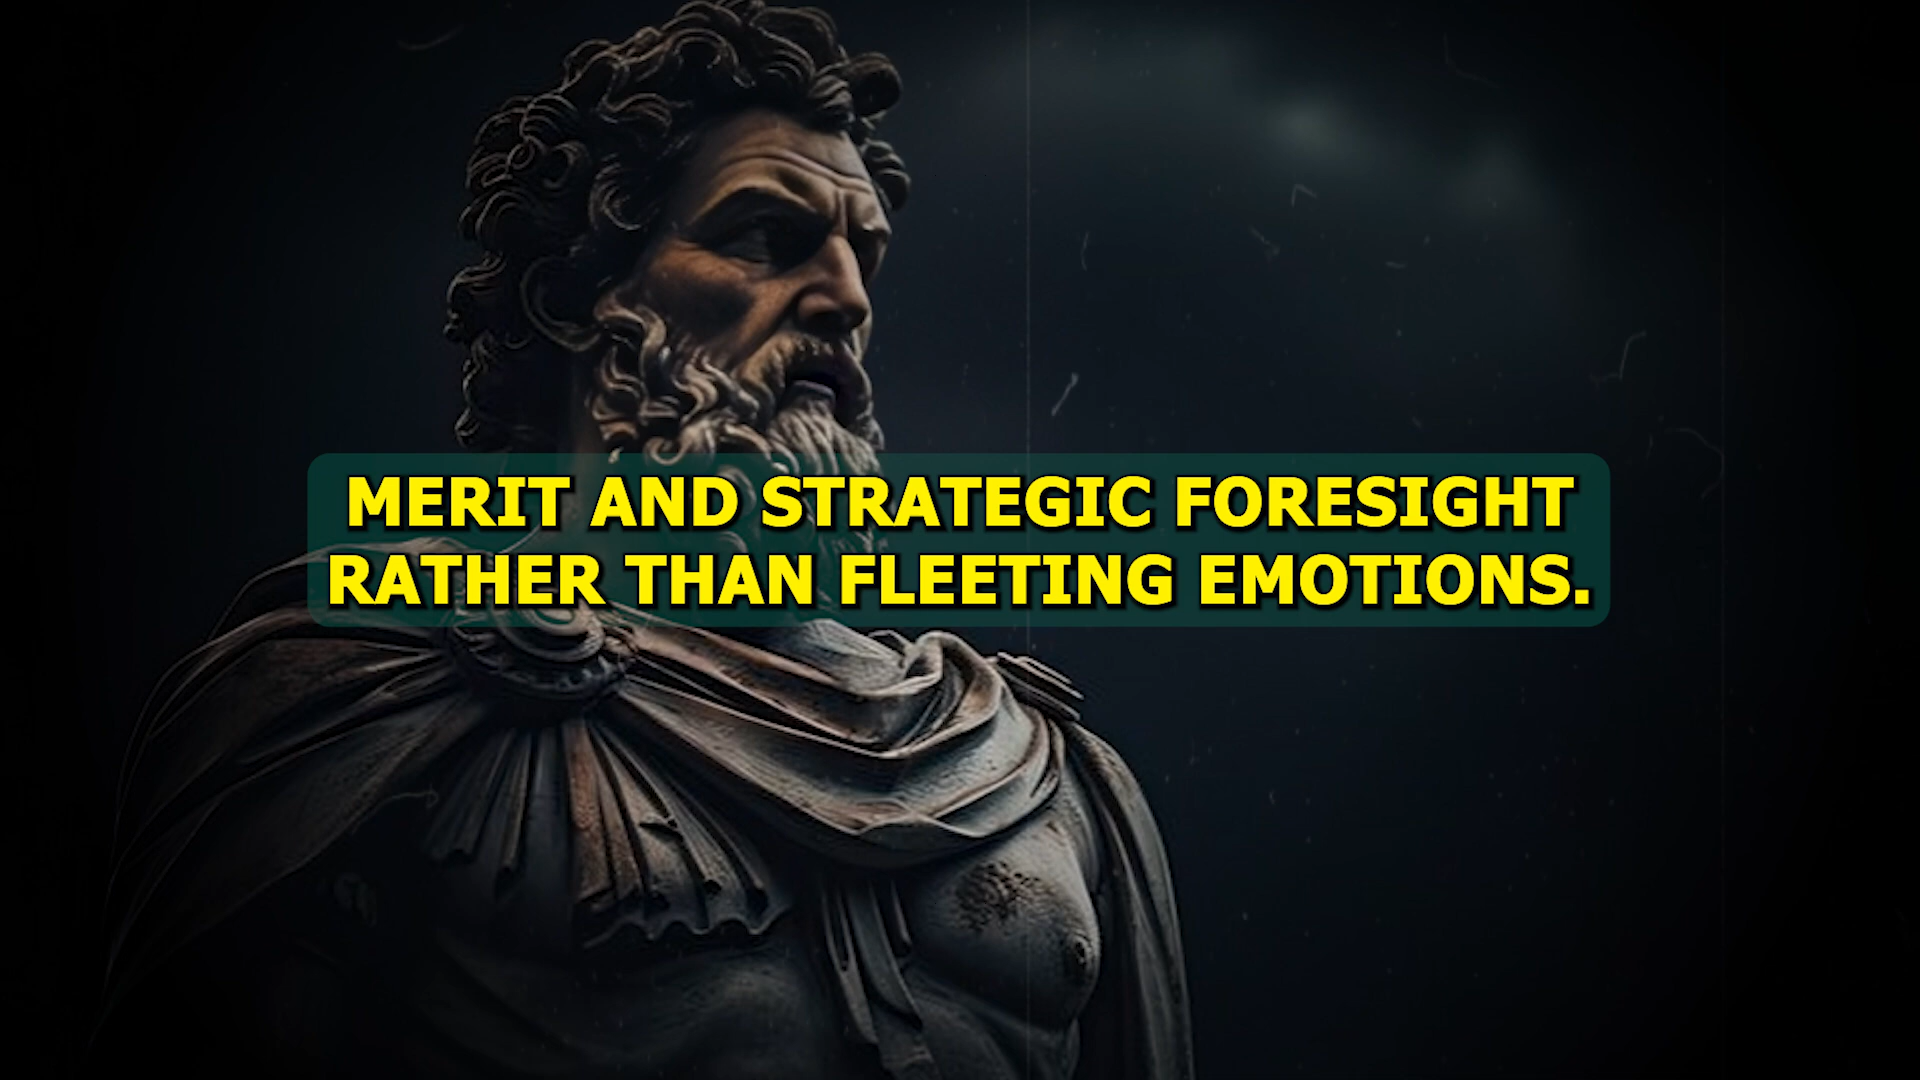 MERIT AND STRATEGIC FORESIGHT
RATHER THAN FLEETING EMOTIONS.